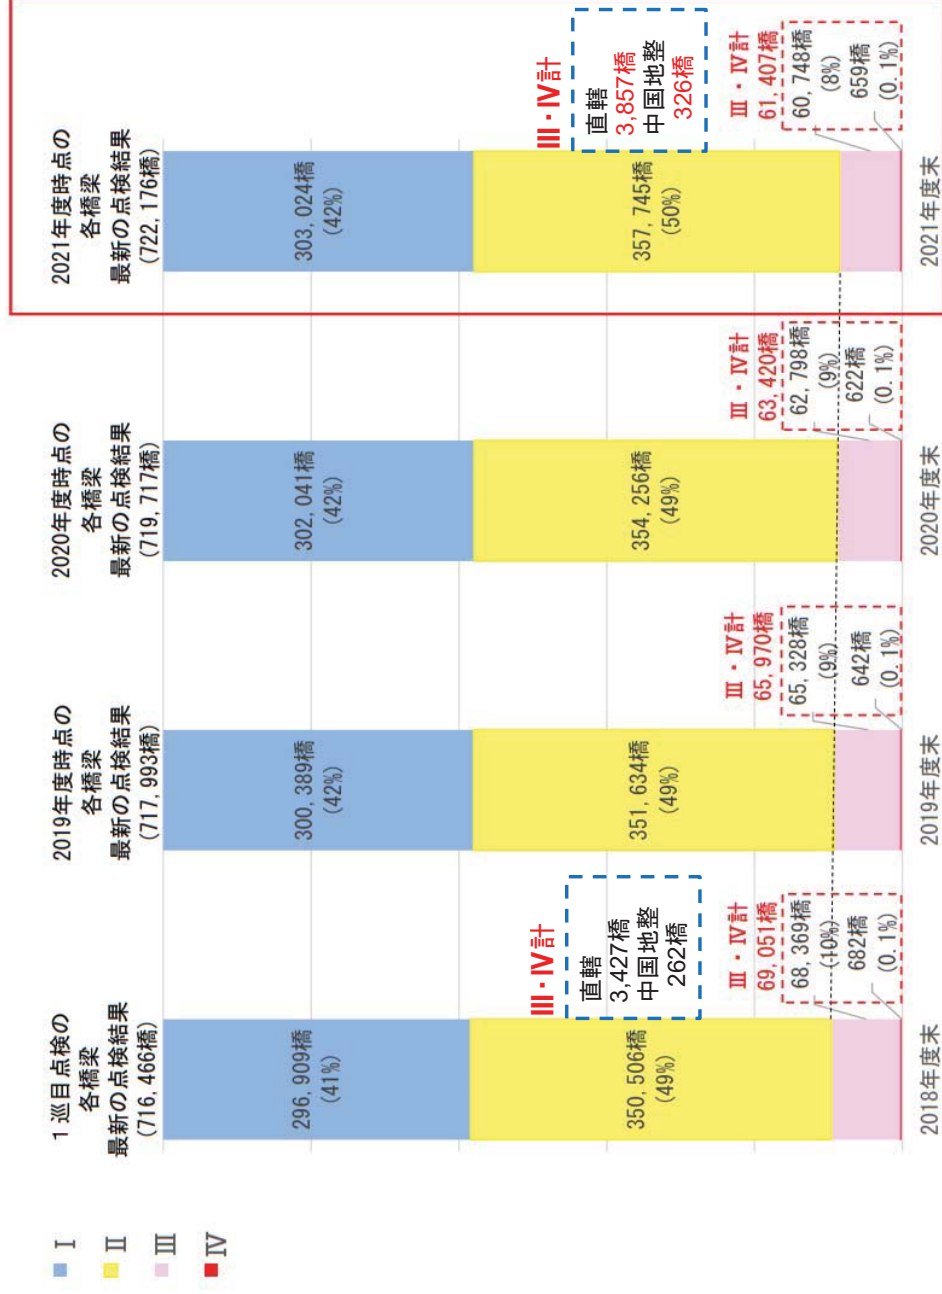 I
II
III
IV
１巡目点検の
各橋梁
最新の点検結果
(716,466橋)
296,909橋
(41%)
350,506橋
(49%)
III・IV計
直轄
3,427橋
中国地整
262橋
III・IV計
69,051橋
68,369橋
(10%)
682橋
(0.1%)
2018年度末
2019年度時点の
各橋梁
最新の点検結果
(717,993橋)
300,389橋
(42%)
351,634橋
(49%)
III・IV計
65,970橋
65,328橋
(9%)
642橋
(0.1%)
2019年度末
2020年度時点の
各橋梁
最新の点検結果
(719,717橋)
302,041橋
(42%)
354,256橋
(49%)
III・IV計
63,420橋
62,798橋
(9%)
622橋
(0.1%)
2020年度末
2021年度時点の
各橋梁
最新の点検結果
(722,176橋)
303,024橋
(42%)
357,745橋
(50%)
III・IV計
直轄
3,857橋
中国地整
326橋
III・IV計
61,407橋
60,748橋
(8%)
659橋
(0.1%)
2021年度末